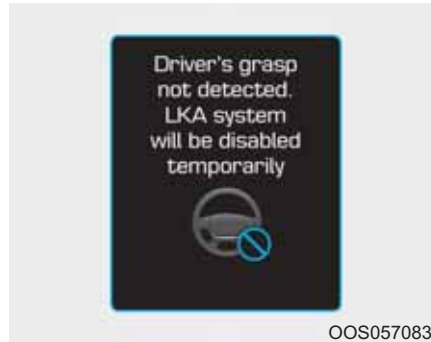 Driver's grasp
not detected.
LKA system
will be disabled
temporarily
OOS057083